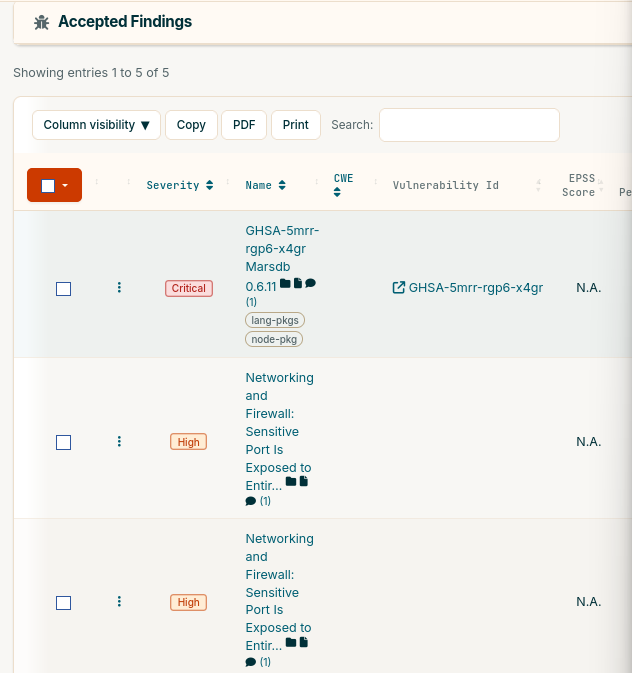 Accepted Findings
Showing entries 1 to 5 of 5
Column visibility ▼ Copy PDF Print Search:
Severity Name CWE Vulnerability Id EPSS Score Pe
GHSA-5mrr-
rgp6-x4gr
Marsdb
0.6.11
(1)
lang-pkgs
node-pkg
Critical
GHSA-5mrr-rgp6-x4gr
N.A.
Networking
and
Firewall:
Sensitive
Port Is
Exposed to
Entir...
(1)
High
N.A.
Networking
and
Firewall:
Sensitive
Port Is
Exposed to
Entir...
(1)
High
N.A.